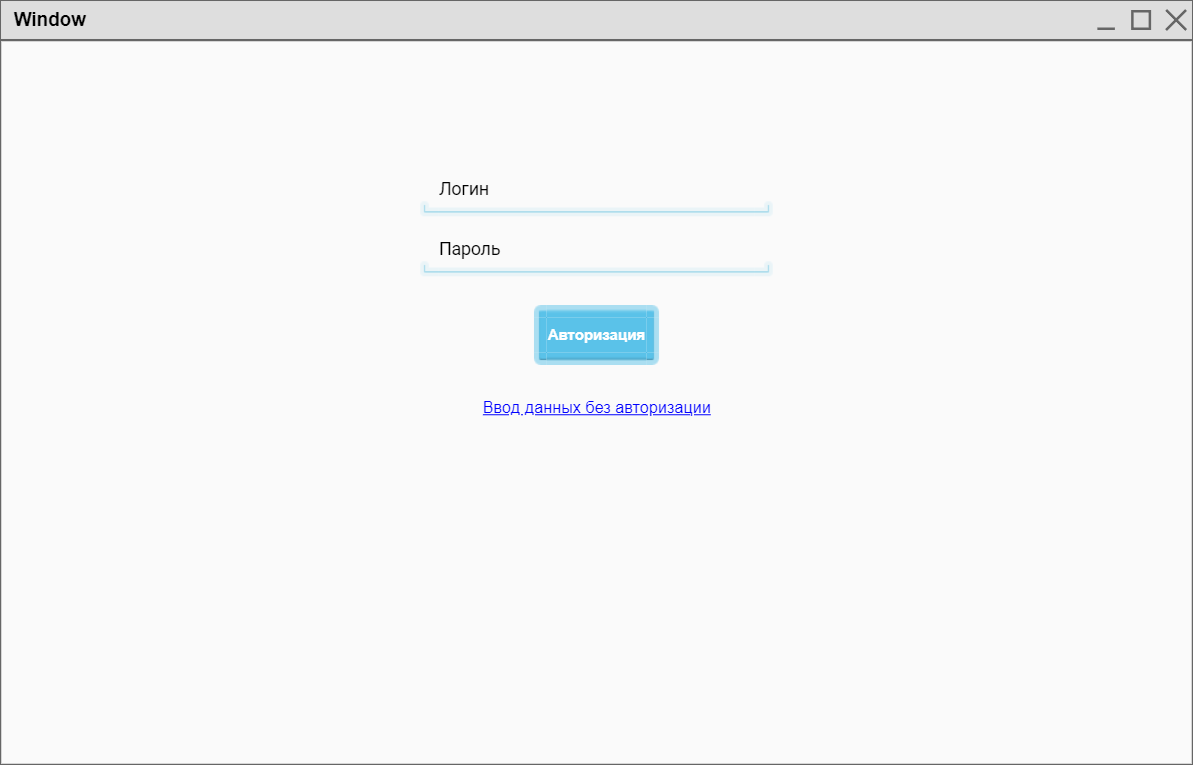 Window
Логин
Пароль
Авторизация
Ввод данных без авторизации